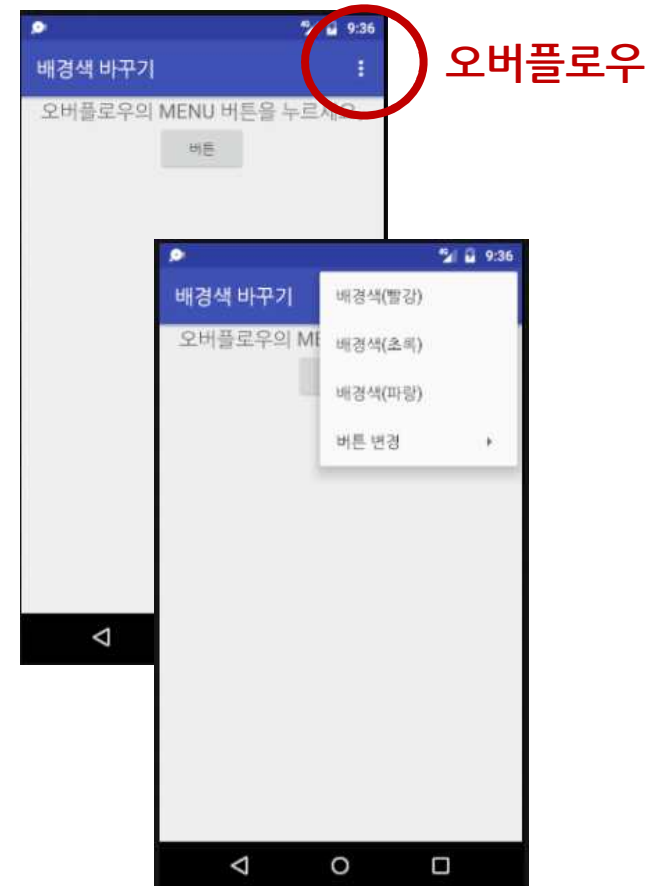 9:36
배경색 바꾸기
오버플로우
오버플로우의 MENU 버튼을 누르세요
버튼
9:36
배경색 바꾸기
배경색(빨강)
오버플로우의 ME
배경색(초록)
배경색(파랑)
버튼 변경